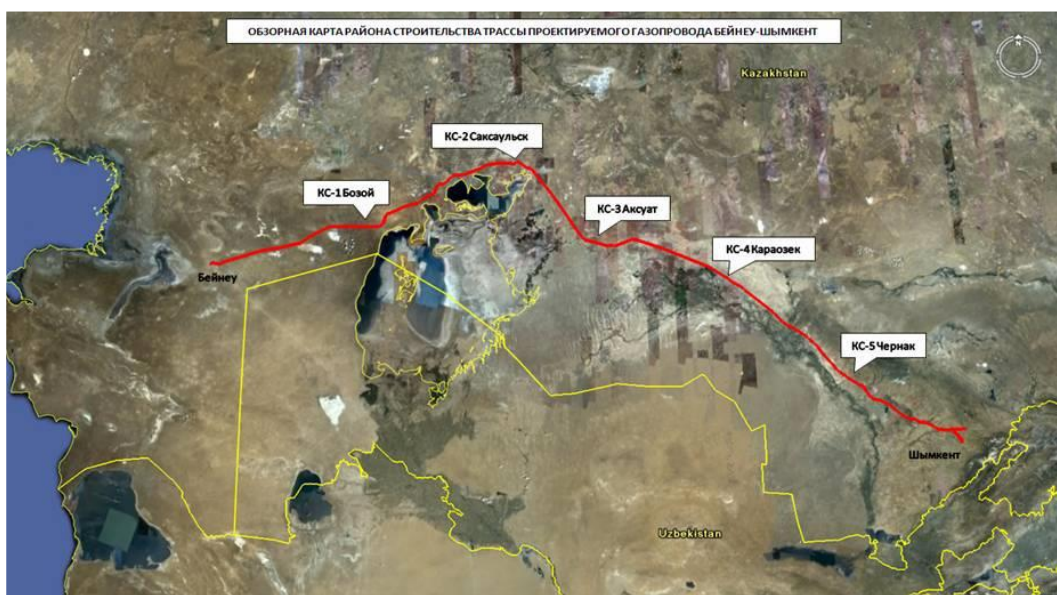 ОБЗОРНАЯ КАРТА РАЙОНА СТРОИТЕЛЬСТВА ТРАССЫ ПРОЕКТИРУЕМОГО ГАЗОПРОВОДА БЕЙНЕУ-ШЫМКЕНТ
N
Kazakhstan
КС-2 Саксаульск
КС-1 Бозой
КС-3 Аксуат
КС-4 Караозек
Бейнеу
КС-5 Чернак
Шымкент
Uzbekistan